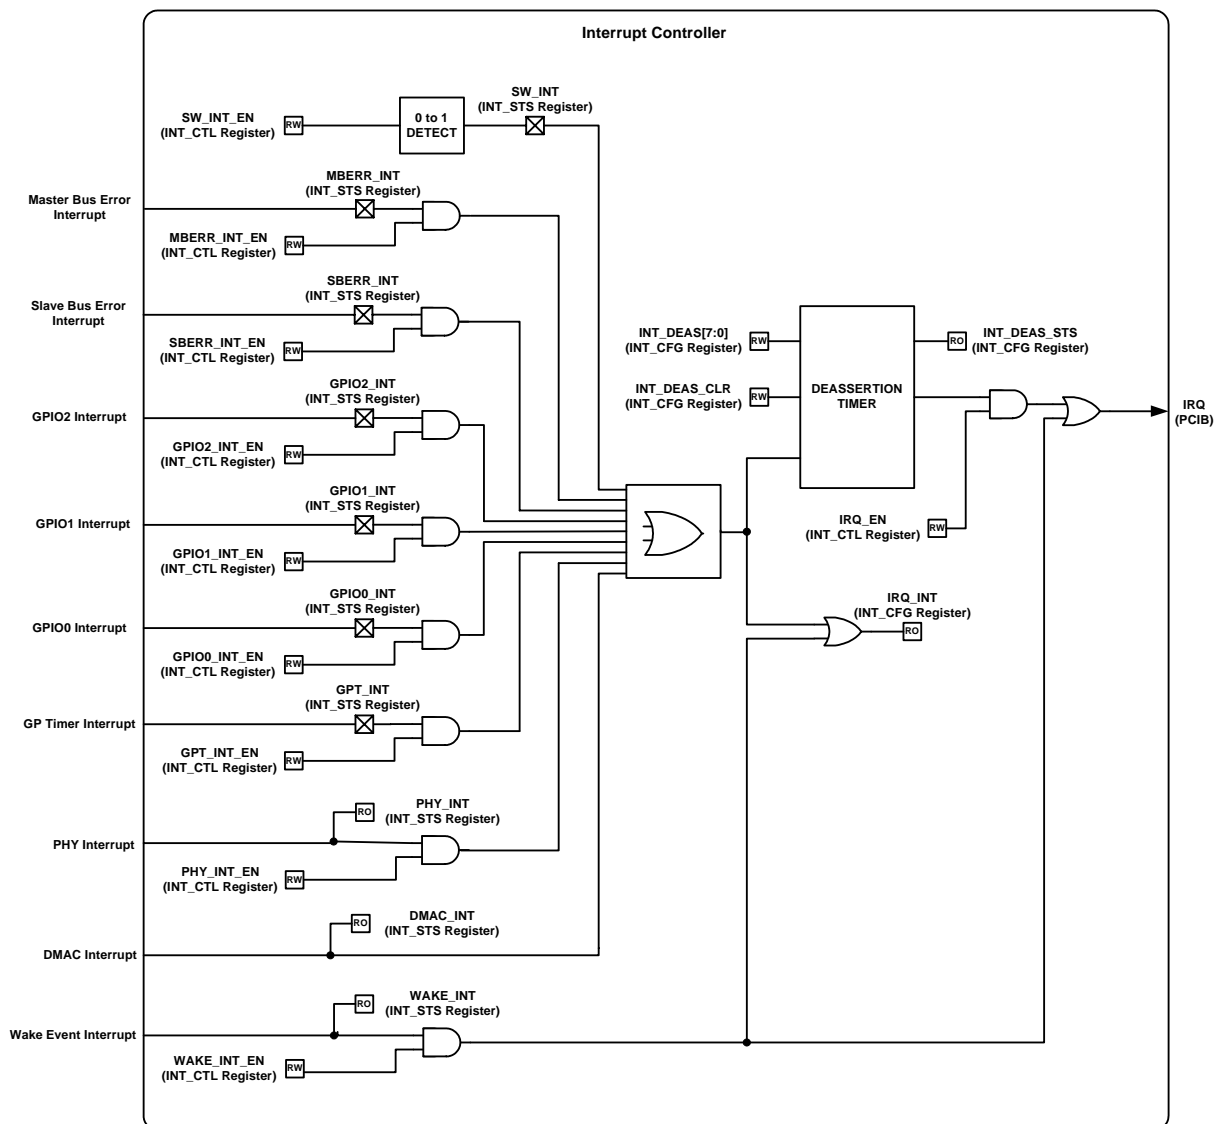 Interrupt Controller
SW_INT
(INT_STS Register)
SW_INT_EN
(INT_CTL Register)
RW
0 to 1
DETECT
Master Bus Error
Interrupt
MBERR_INT
(INT_STS Register)
MBERR_INT_EN
(INT_CTL Register)
RW
Slave Bus Error
Interrupt
SBERR_INT
(INT_STS Register)
SBERR_INT_EN
(INT_CTL Register)
RW
GPIO2 Interrupt
GPIO2_INT
(INT_STS Register)
GPIO2_INT_EN
(INT_CTL Register)
RW
GPIO1 Interrupt
GPIO1_INT
(INT_STS Register)
GPIO1_INT_EN
(INT_CTL Register)
RW
GPIO0 Interrupt
GPIO0_INT
(INT_STS Register)
GPIO0_INT_EN
(INT_CTL Register)
RW
GP Timer Interrupt
GPT_INT
(INT_STS Register)
GPT_INT_EN
(INT_CTL Register)
RW
PHY Interrupt
RO
PHY_INT
(INT_STS Register)
PHY_INT_EN
(INT_CTL Register)
RW
DMAC Interrupt
RO
DMAC_INT
(INT_STS Register)
Wake Event Interrupt
RO
WAKE_INT
(INT_STS Register)
WAKE_INT_EN
(INT_CTL Register)
RW
INT_DEAS[7:0]
(INT_CFG Register)
RW
INT_DEAS_CLR
(INT_CFG Register)
RW
DEASSERTION
TIMER
RO
INT_DEAS_STS
(INT_CFG Register)
IRQ_EN
(INT_CTL Register)
RW
IRQ_INT
(INT_CFG Register)
RO
IRQ
(PCIB)